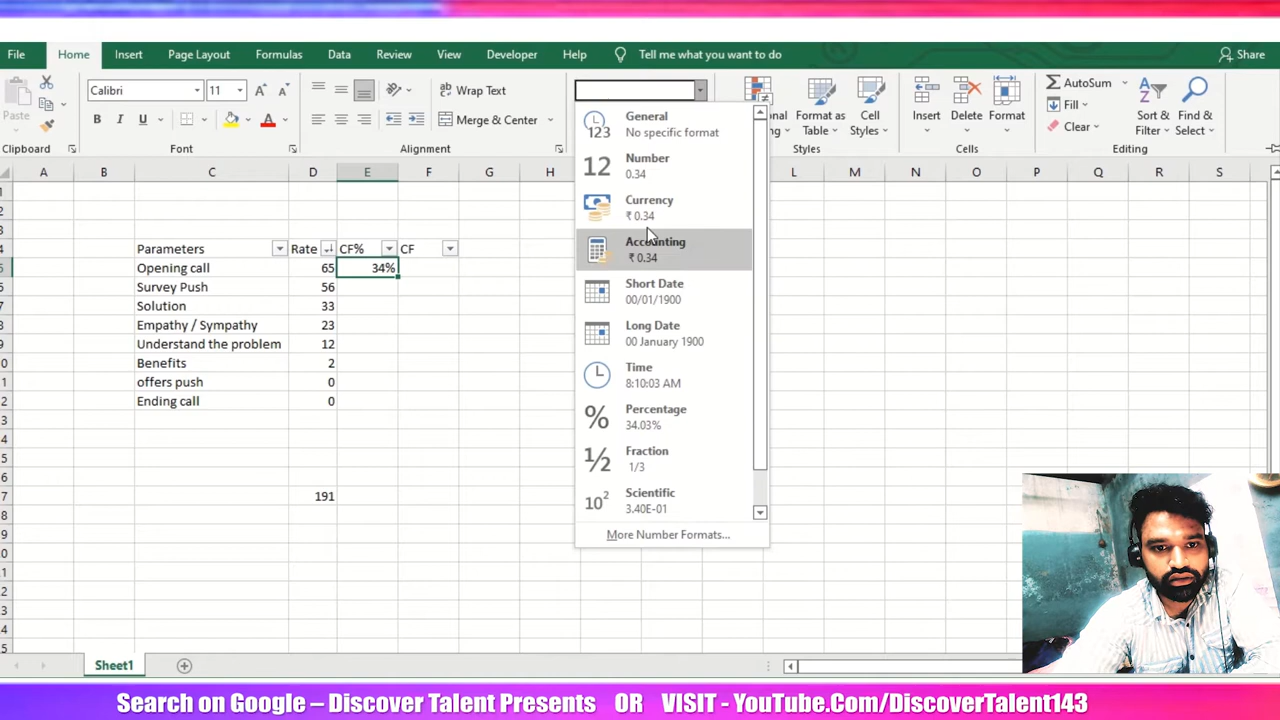 File Home Insert Page Layout Formulas Data Review View Developer Help Tell me what you want to do Share
Calibri 11 Wrap Text AutoSum
Paste B I U A Merge & Center Format as Table Cell Styles Insert Delete Format Fill Clear Sort & Filter Find & Select
Clipboard Font Alignment Styles Cells Editing
General
123 No specific format
12 Number
0.34
Currency
₹ 0.34
Accounting
₹ 0.34
Short Date
00/01/1900
Long Date
00 January 1900
Time
8:10:03 AM
% Percentage
34.03%
½ Fraction
1/3
10² Scientific
3.40E-01
More Number Formats...
A B C D E F G H L M N O P Q R S
Parameters Rate CF% CF
Opening call 65 34%
Survey Push 56
Solution 33
Empathy / Sympathy 23
Understand the problem 12
Benefits 2
offers push 0
Ending call 0
191
Sheet1
Search on Google – Discover Talent Presents OR VISIT - YouTube.Com/DiscoverTalent143